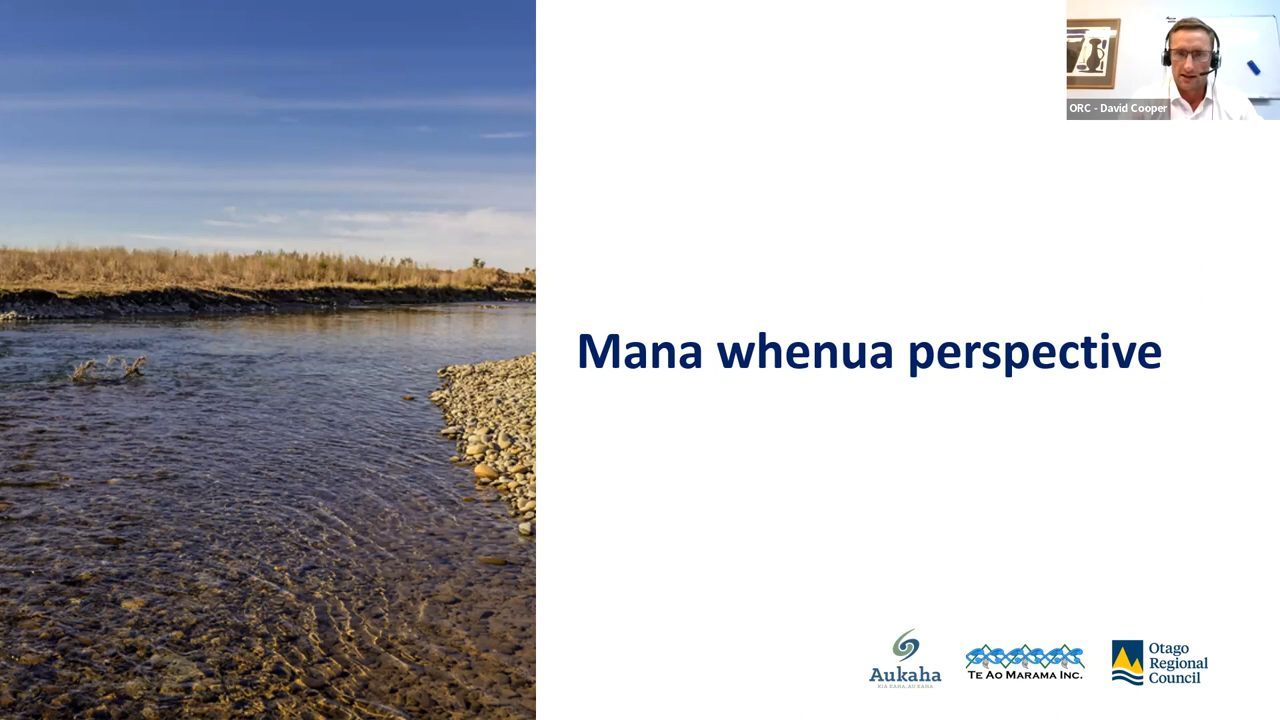 ORC - David Cooper
Mana whenua perspective
Aukaha
KIA KAHA, AU KAHA
TE AO MARAMA INC.
Otago
Regional
Council